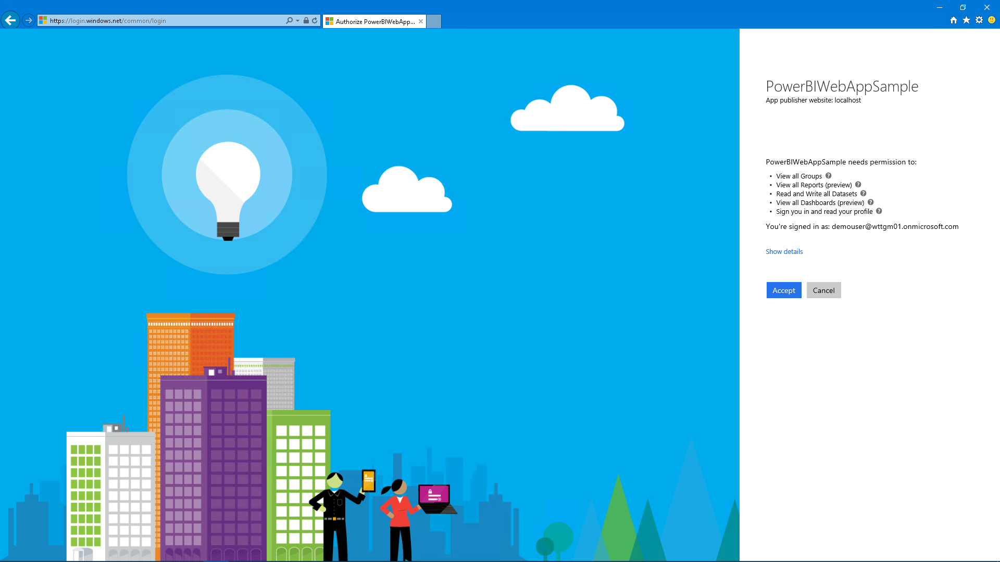 https://login.windows.net/common/login
Authorize PowerBIWebApp...
PowerBIWebAppSample
App publisher website: localhost
PowerBIWebAppSample needs permission to:
• View all Groups ?
• View all Reports (preview) ?
• Read and Write all Datasets ?
• View all Dashboards (preview) ?
• Sign you in and read your profile ?
You're signed in as: demouser@wttgm01.onmicrosoft.com
Show details
Accept Cancel